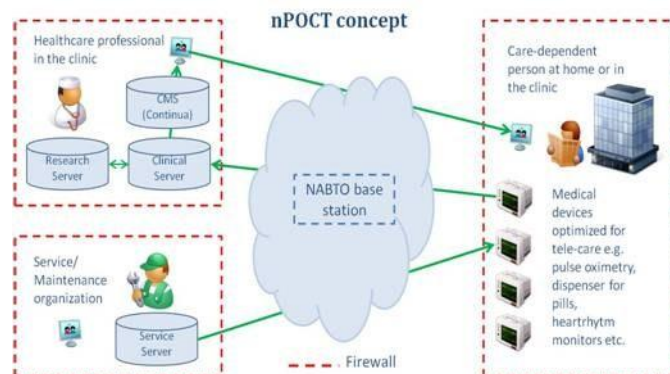 nPOCT concept
Healthcare professional
in the clinic
CMS
(Continua)
Research
Server
Clinical
Server
NABTO base
station
Care-dependent
person at home or in
the clinic
Medical
devices
optimized for
tele-care e.g.
pulse oximetry,
dispenser for
pills,
heartrhytm
monitors etc.
Service/
Maintenance
organization
Service
Server
Firewall